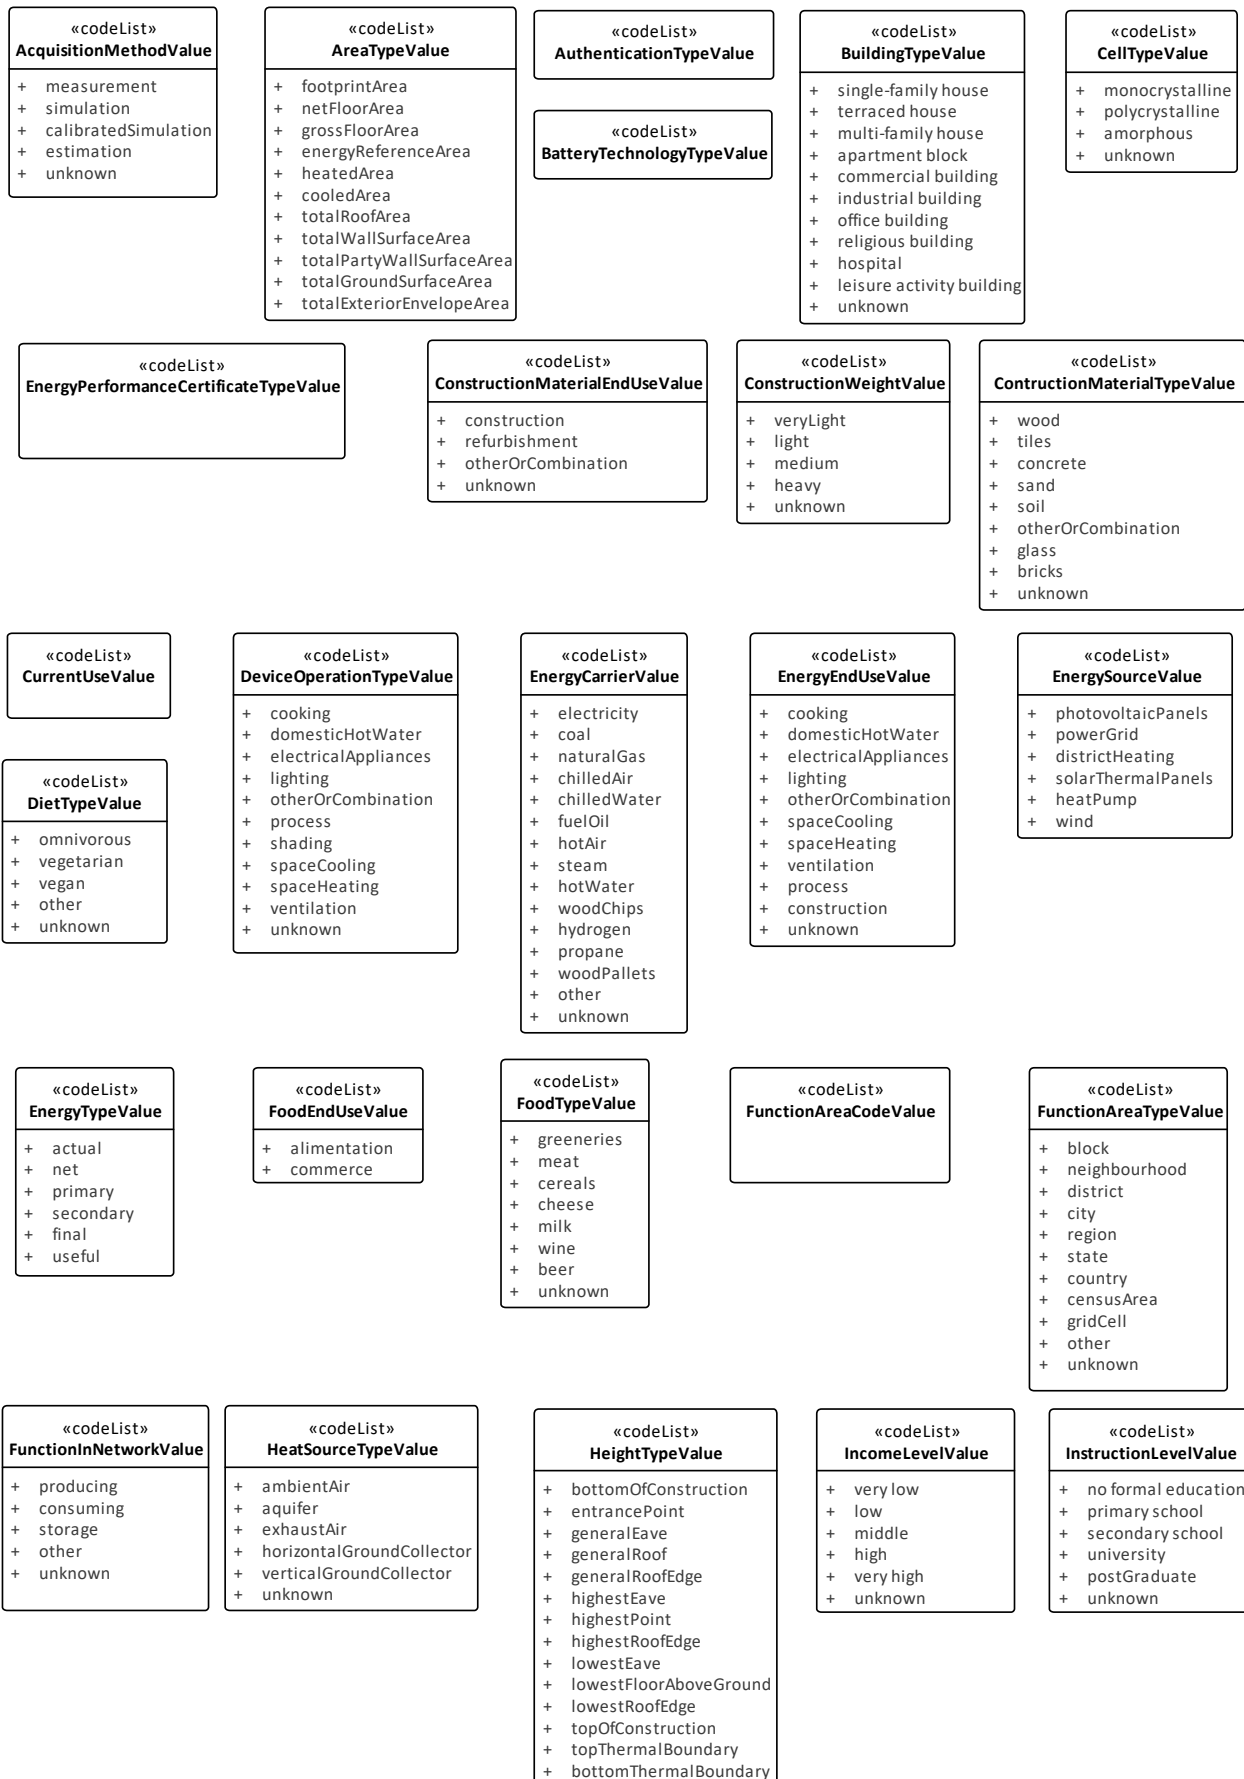 «codeList»
AcquisitionMethodValue
+ measurement
+ simulation
+ calibratedSimulation
+ estimation
+ unknown
«codeList»
AreaTypeValue
+ footprintArea
+ netFloorArea
+ grossFloorArea
+ energyReferenceArea
+ heatedArea
+ cooledArea
+ totalRoofArea
+ totalWallSurfaceArea
+ totalPartyWallSurfaceArea
+ totalGroundSurfaceArea
+ totalExteriorEnvelopeArea
«codeList»
AuthenticationTypeValue
«codeList»
BatteryTechnologyTypeValue
«codeList»
BuildingTypeValue
+ single-family house
+ terraced house
+ multi-family house
+ apartment block
+ commercial building
+ industrial building
+ office building
+ religious building
+ hospital
+ leisure activity building
+ unknown
«codeList»
CellTypeValue
+ monocrystalline
+ polycrystalline
+ amorphous
+ unknown
«codeList»
EnergyPerformanceCertificateTypeValue
«codeList»
ConstructionMaterialEndUseValue
+ construction
+ refurbishment
+ otherOrCombination
+ unknown
«codeList»
ConstructionWeightValue
+ veryLight
+ light
+ medium
+ heavy
+ unknown
«codeList»
ContructionMaterialTypeValue
+ wood
+ tiles
+ concrete
+ sand
+ soil
+ otherOrCombination
+ glass
+ bricks
+ unknown
«codeList»
CurrentUseValue
«codeList»
DietTypeValue
+ omnivorous
+ vegetarian
+ vegan
+ other
+ unknown
«codeList»
DeviceOperationTypeValue
+ cooking
+ domesticHotWater
+ electricalAppliances
+ lighting
+ otherOrCombination
+ process
+ shading
+ spaceCooling
+ spaceHeating
+ ventilation
+ unknown
«codeList»
EnergyCarrierValue
+ electricity
+ coal
+ naturalGas
+ chilledAir
+ chilledWater
+ fuelOil
+ hotAir
+ steam
+ hotWater
+ woodChips
+ hydrogen
+ propane
+ woodPallets
+ other
+ unknown
«codeList»
EnergyEndUseValue
+ cooking
+ domesticHotWater
+ electricalAppliances
+ lighting
+ otherOrCombination
+ spaceCooling
+ spaceHeating
+ ventilation
+ process
+ construction
+ unknown
«codeList»
EnergySourceValue
+ photovoltaicPanels
+ powerGrid
+ districtHeating
+ solarThermalPanels
+ heatPump
+ wind
«codeList»
EnergyTypeValue
+ actual
+ net
+ primary
+ secondary
+ final
+ useful
«codeList»
FoodEndUseValue
+ alimentation
+ commerce
«codeList»
FoodTypeValue
+ greeneries
+ meat
+ cereals
+ cheese
+ milk
+ wine
+ beer
+ unknown
«codeList»
FunctionAreaCodeValue
«codeList»
FunctionAreaTypeValue
+ block
+ neighbourhood
+ district
+ city
+ region
+ state
+ country
+ censusArea
+ gridCell
+ other
+ unknown
«codeList»
FunctionInNetworkValue
+ producing
+ consuming
+ storage
+ other
+ unknown
«codeList»
HeatSourceTypeValue
+ ambientAir
+ aquifer
+ exhaustAir
+ horizontalGroundCollector
+ verticalGroundCollector
+ unknown
«codeList»
HeightTypeValue
+ bottomOfConstruction
+ entrancePoint
+ generalEave
+ generalRoof
+ generalRoofEdge
+ highestEave
+ highestPoint
+ highestRoofEdge
+ lowestEave
+ lowestFloorAboveGround
+ lowestRoofEdge
+ topOfConstruction
+ topThermalBoundary
+ bottomThermalBoundary
«codeList»
IncomeLevelValue
+ very low
+ low
+ middle
+ high
+ very high
+ unknown
«codeList»
InstructionLevelValue
+ no formal education
+ primary school
+ secondary school
+ university
+ postGraduate
+ unknown